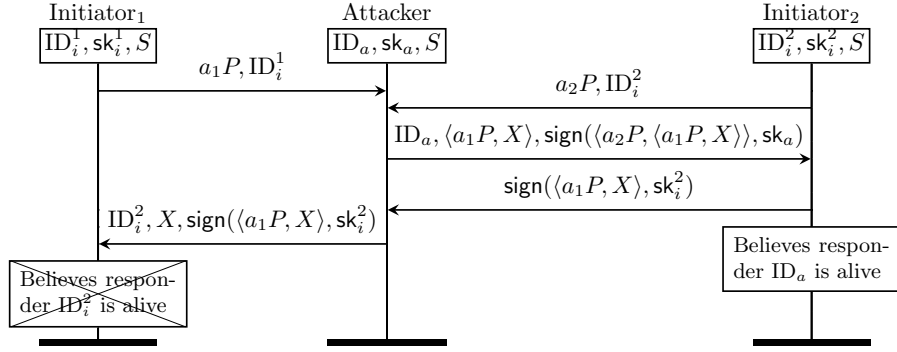 Initiator₁ Attacker Initiator₂
ID_i^1, sk_i^1, S ID_a, sk_a, S ID_i^2, sk_i^2, S
a₁P, ID_i^1
a₂P, ID_i^2
ID_a, ⟨a₁P, X⟩, sign(⟨a₂P, ⟨a₁P, X⟩⟩, sk_a)
sign(⟨a₁P, X⟩, sk_i^2)
ID_i^2, X, sign(⟨a₁P, X⟩, sk_i^2)
Believes respon-
der ID_a is alive
Believes respon-
der ID_i^2 is alive